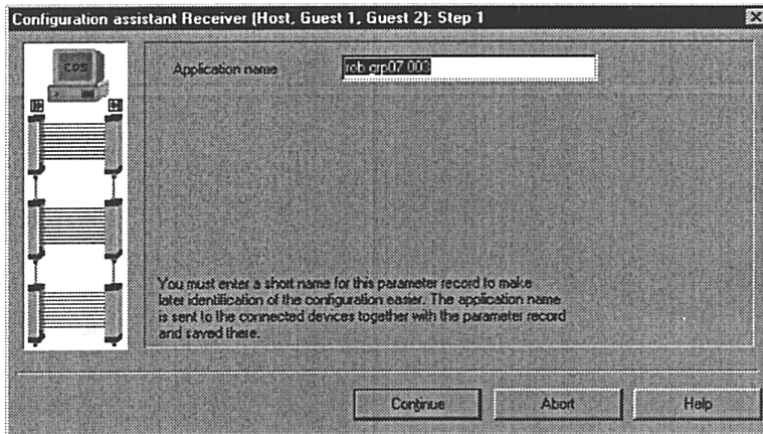 Configuration assistant Receiver (Host, Guest 1, Guest 2): Step 1
CDS
Application name
rob grp07 003
You must enter a short name for this parameter record to make
later identification of the configuration easier. The application name
is sent to the connected devices together with the parameter record
and saved there.
Continue
Abort
Help